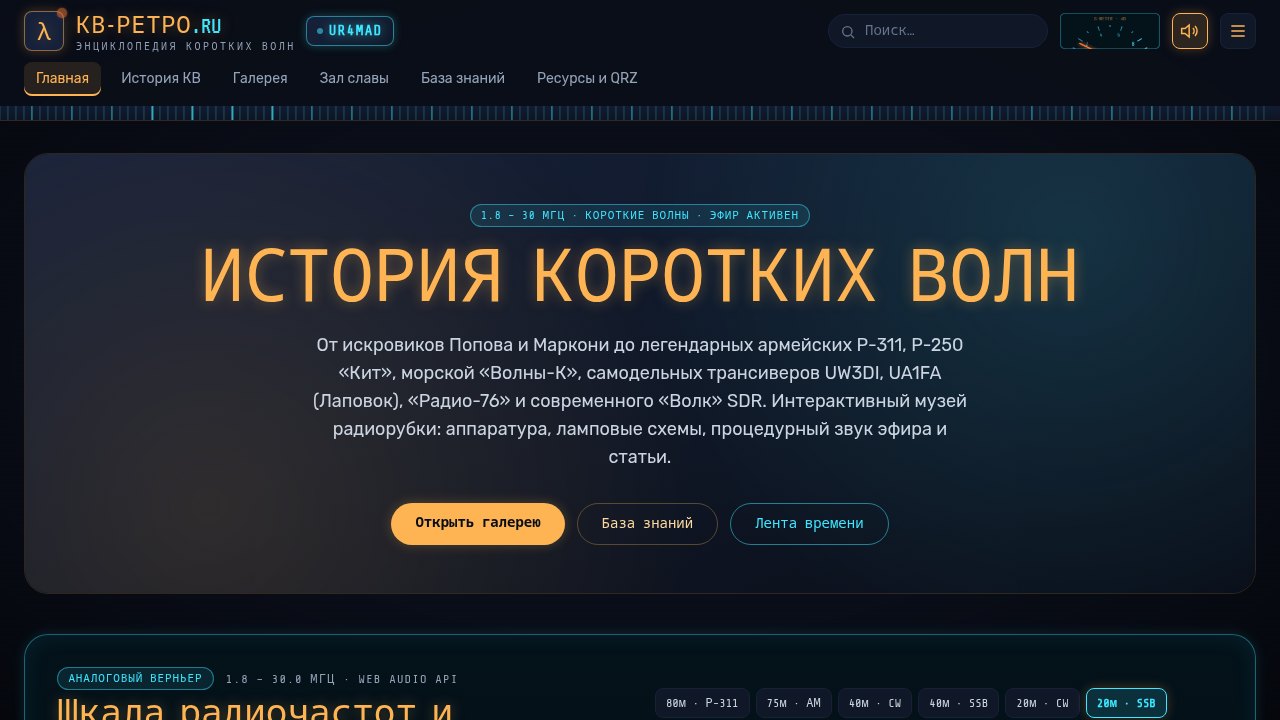 λ
КВ-РЕТРО.RU
ЭНЦИКЛОПЕДИЯ КОРОТКИХ ВОЛН
UR4MAD
Поиск…
Главная
История КВ
Галерея
Зал славы
База знаний
Ресурсы и QRZ
1.8 – 30 МГЦ · КОРОТКИЕ ВОЛНЫ · ЭФИР АКТИВЕН
ИСТОРИЯ КОРОТКИХ ВОЛН
От искровиков Попова и Маркони до легендарных армейских Р-311, Р-250
«Кит», морской «Волны-К», самодельных трансиверов UW3DI, UA1FA
(Лаповок), «Радио-76» и современного «Волк» SDR. Интерактивный музей
радиорубки: аппаратура, ламповые схемы, процедурный звук эфира и
статьи.
Открыть галерею
База знаний
Лента времени
АНАЛОГОВЫЙ ВЕРНЬЕР
1.8 – 30.0 МГЦ · WEB AUDIO API
Шкала радиочастот и
80м · Р-311
75м · АМ
40м · CW
40м · SSB
20м · CW
20м · SSB